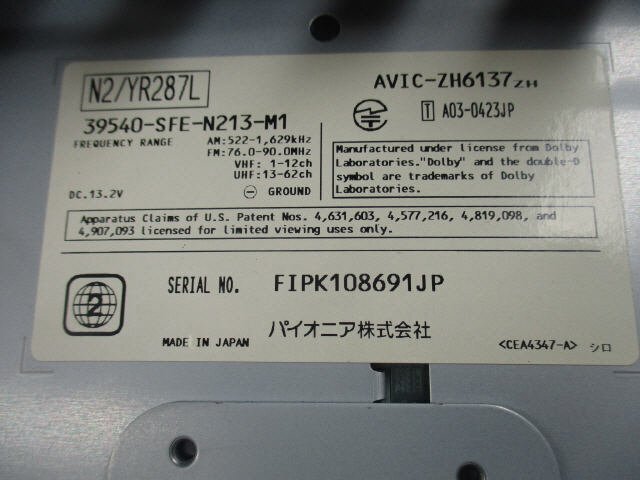 N2/YR287L
AVIC-ZH6137 ZH
39540-SFE-N213-M1
T A03-0423JP
FREQUENCY RANGE AM:522-1,629kHz
FM:76.0-90.0MHz
VHF: 1-12ch
UHF:13-62ch
DC.13.2V
⊖ GROUND
Manufactured under license from Dolby
Laboratories."Dolby" and the double-D
symbol are trademarks of Dolby
Laboratories.
Apparatus Claims of U.S. Patent Nos. 4,631,603, 4,577,216, 4,819,098, and
4,907,093 licensed for limited viewing uses only.
2
SERIAL NO. FIPK108691JP
パイオニア株式会社
MADE IN JAPAN
<CEA4347-A> シロ